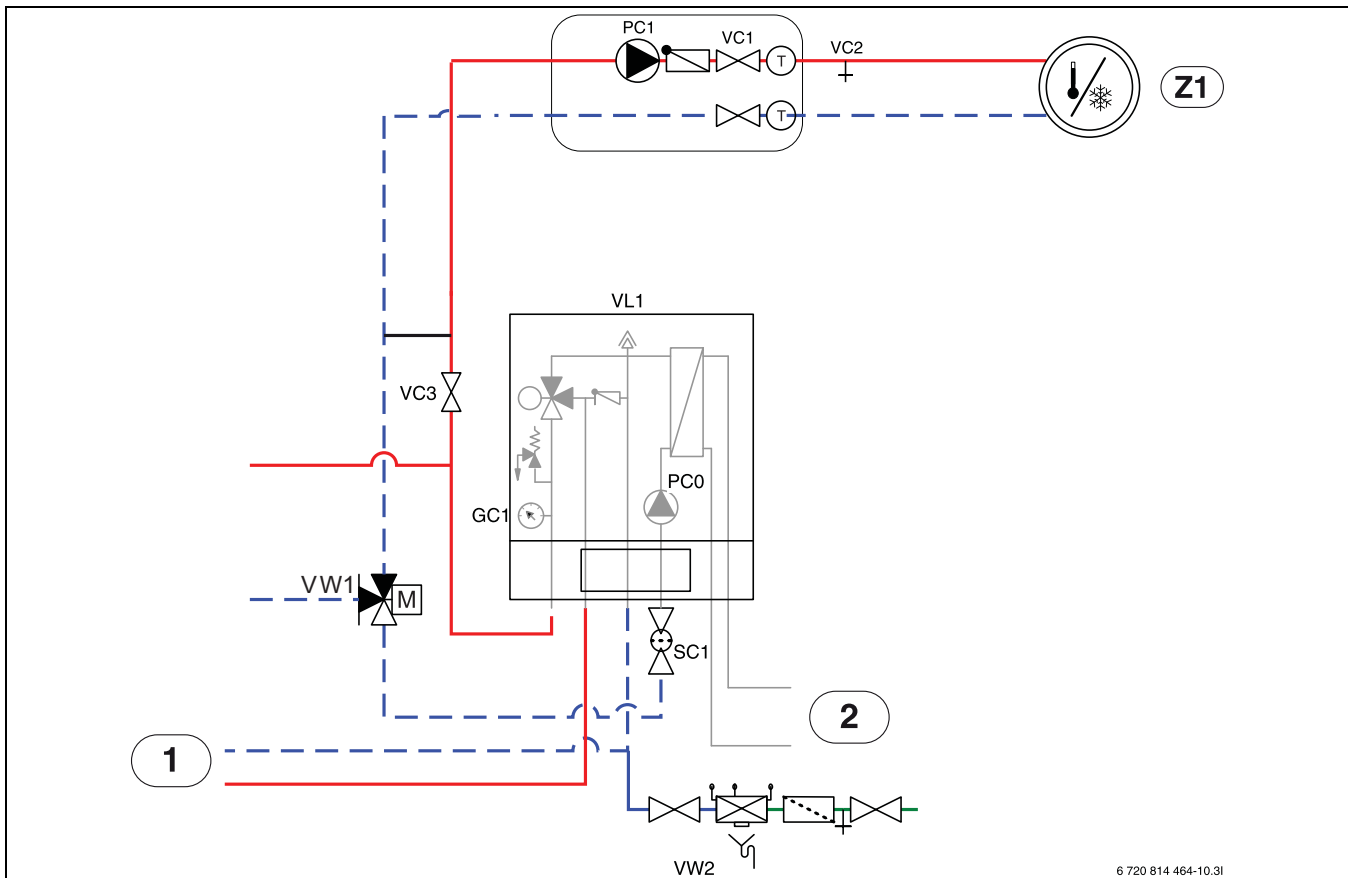 PC1
VC1
VC2
T
T
Z1
VL1
VC3
PC0
GC1
VW1
M
SC1
2
1
VW2
6 720 814 464-10.3I